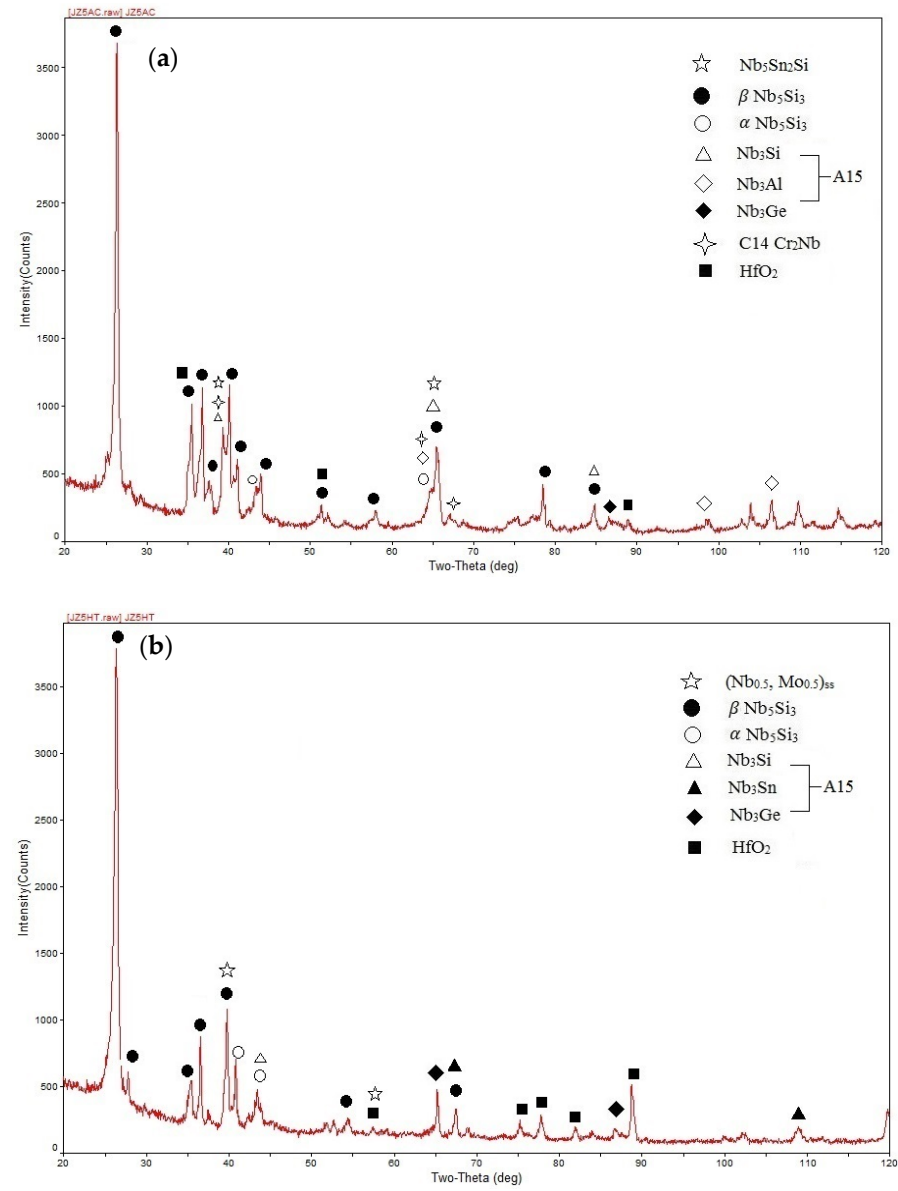 [JZ5AC.raw] JZ5AC
(a)
Nb₅Sn₂Si
β Nb₅Si₃
α Nb₅Si₃
Nb₃Si
A15
Nb₃Al
Nb₃Ge
C14 Cr₂Nb
HfO₂
Intensity(Counts)
3500
3000
2500
2000
1500
1000
500
0
20 30 40 50 60 70 80 90 100 110 120
Two-Theta (deg)
[JZ5HT.raw] JZ5HT
(b)
(Nb₀.₅, Mo₀.₅)ss
β Nb₅Si₃
α Nb₅Si₃
Nb₃Si
Nb₃Sn
A15
Nb₃Ge
HfO₂
Intensity(Counts)
3500
3000
2500
2000
1500
1000
500
0
20 30 40 50 60 70 80 90 100 110 120
Two-Theta (deg)